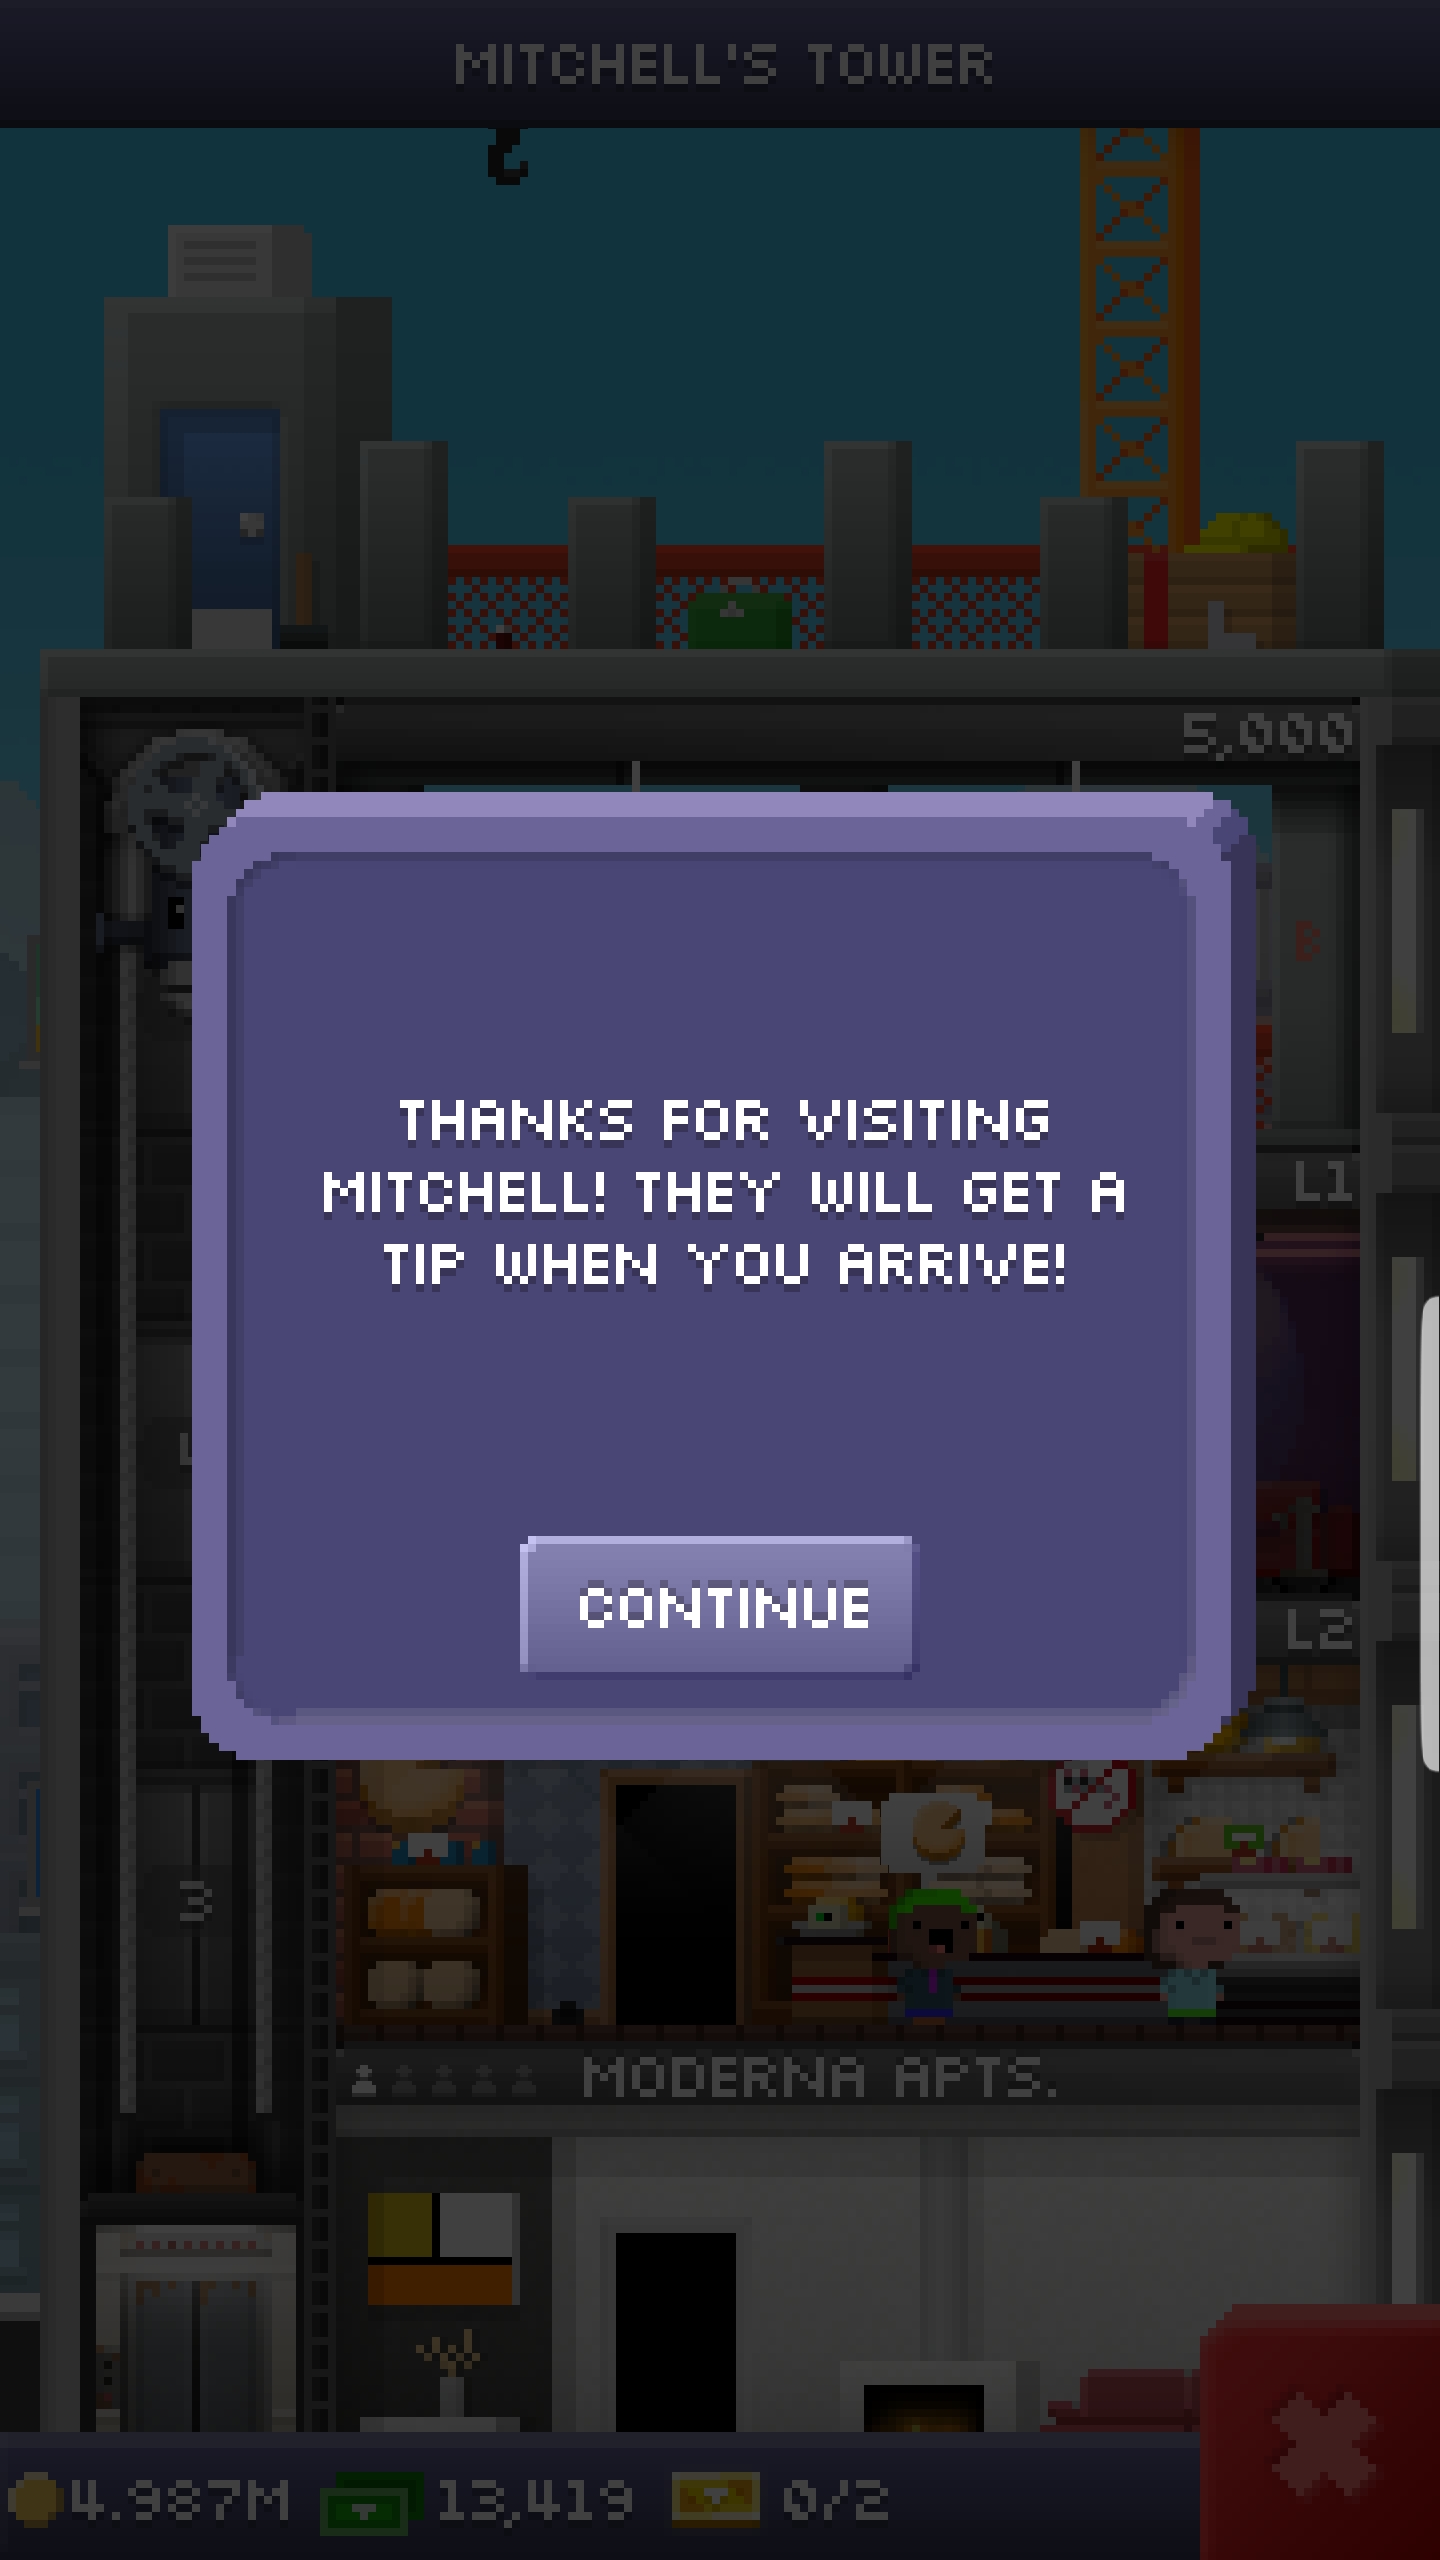 MITCHELL'S TOWER
5,000
B
L1
THANKS FOR VISITING
MITCHELL! THEY WILL GET A
TIP WHEN YOU ARRIVE!
CONTINUE
L2
3
MODERNA APTS.
4.987M 13,419 0/2